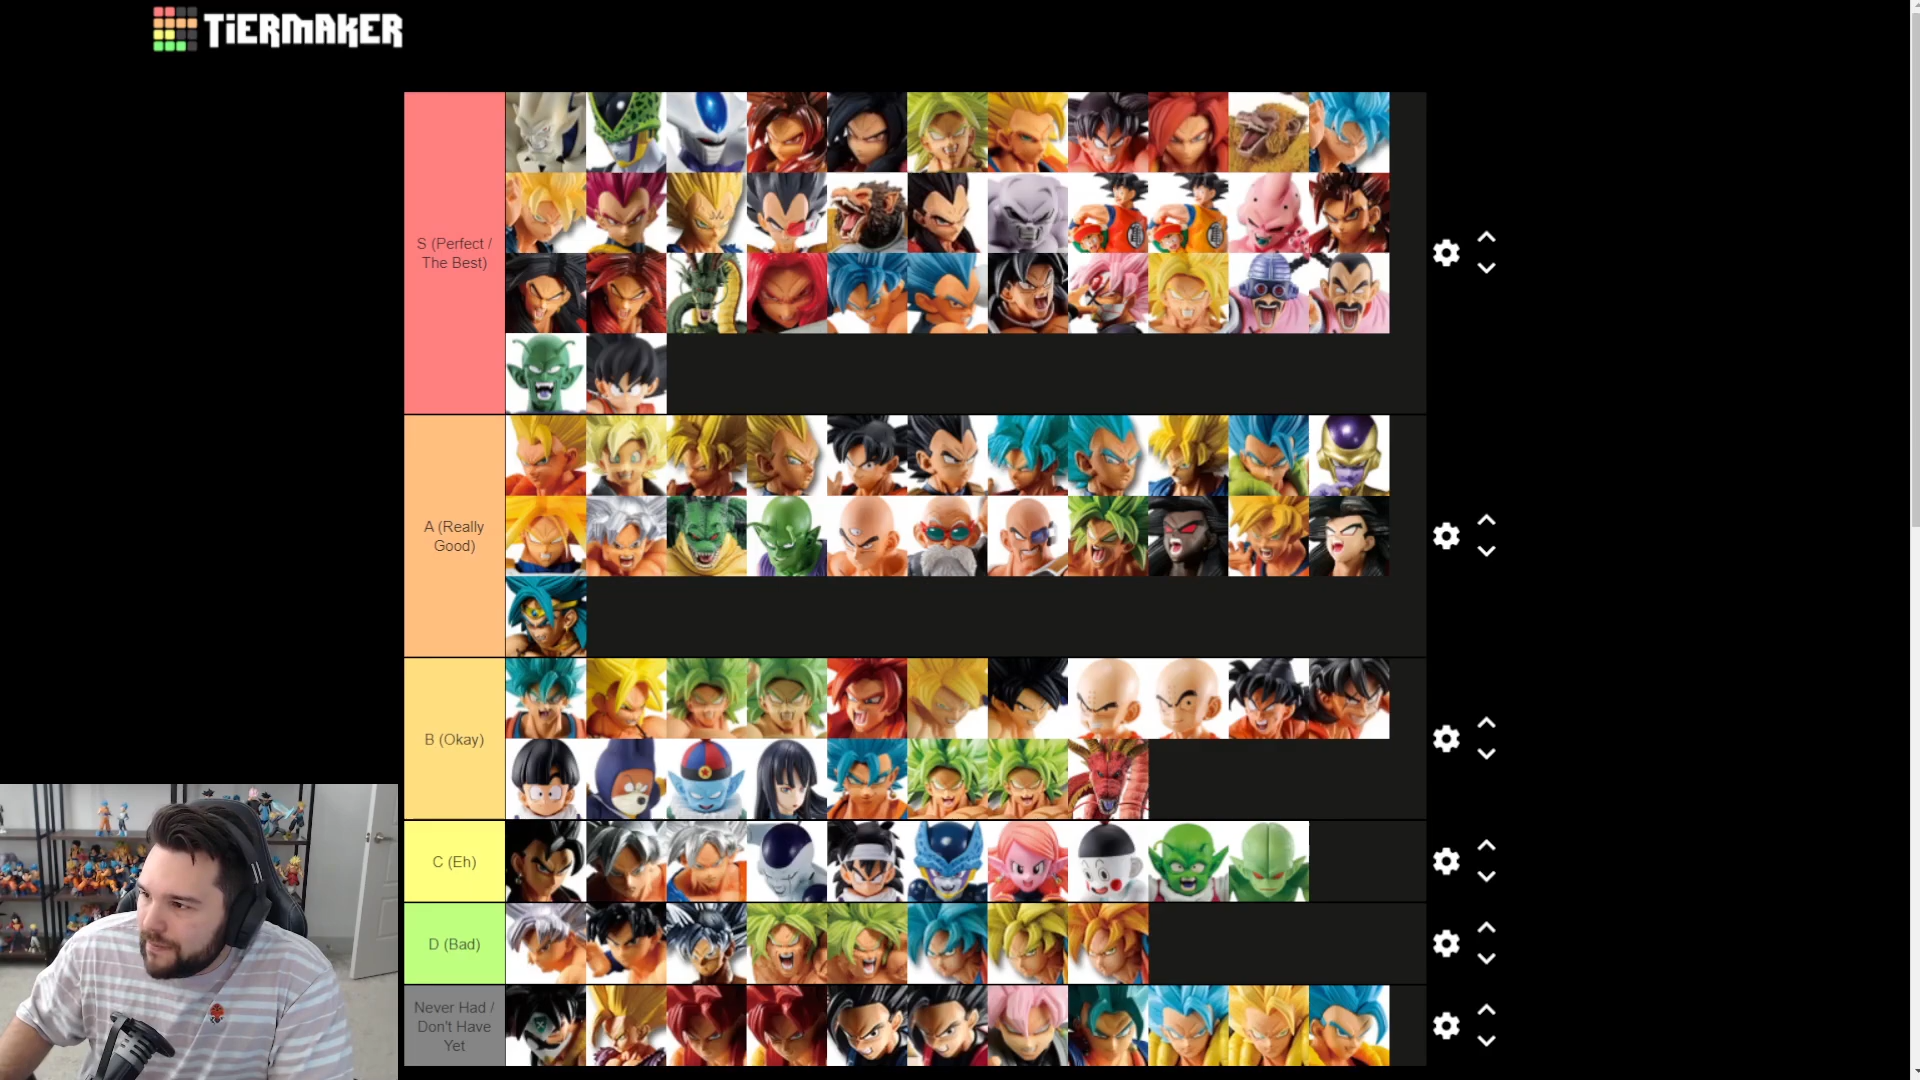 TiERMAKER
S (Perfect /
The Best)
A (Really
Good)
B (Okay)
C (Eh)
D (Bad)
Never Had /
Don't Have
Yet